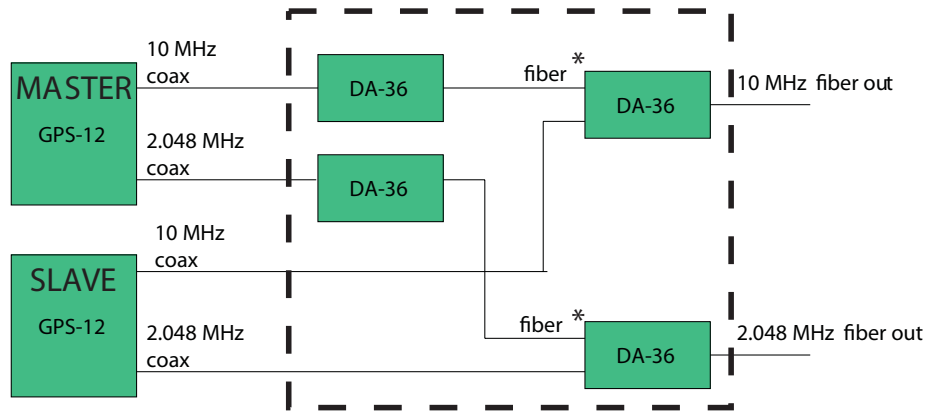 10 MHz
coax
MASTER
GPS-12
2.048 MHz
coax
DA-36
DA-36
fiber *
DA-36
10 MHz fiber out
10 MHz
coax
SLAVE
GPS-12
2.048 MHz
coax
fiber *
DA-36
2.048 MHz fiber out